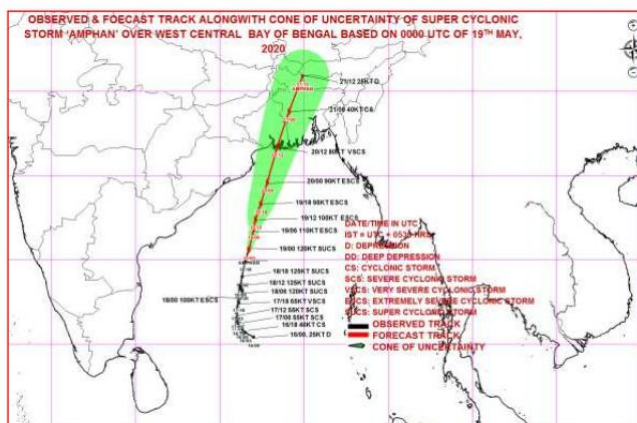 OBSERVED & FOECAST TRACK ALONGWITH CONE OF UNCERTAINTY OF SUPER CYCLONIC
STORM 'AMPHAN' OVER WEST CENTRAL BAY OF BENGAL BASED ON 0000 UTC OF 19TH MAY,
2020
21/12 25KT D
AMPHAN
21/00 40KT CS
20/12 80KT VSCS
20/00 90KT ESCS
19/18 95KT ESCS
19/12 100KT ESCS
19/06 110KT ESCS
19/00 120KT SUCS
18/18 125KT SUCS
18/12 125KT SUCS
18/06 120KT SUCS
18/00 100KT ESCS
17/18 85KT VSCS
17/12 65KT SCS
17/00 55KT SCS
16/18 40KT CS
16/00, 25KT D
DATE/TIME IN UTC
IST = UTC + 0530 HRS
D: DEPRESSION
DD: DEEP DEPRESSION
CS: CYCLONIC STORM
SCS: SEVERE CYCLONIC STORM
VSCS: VERY SEVERE CYCLONIC STORM
ESCS: EXTREMELY SEVERE CYCLONIC STORM
SUCS: SUPER CYCLONIC STORM
OBSERVED TRACK
FORECAST TRACK
CONE OF UNCERTAINTY